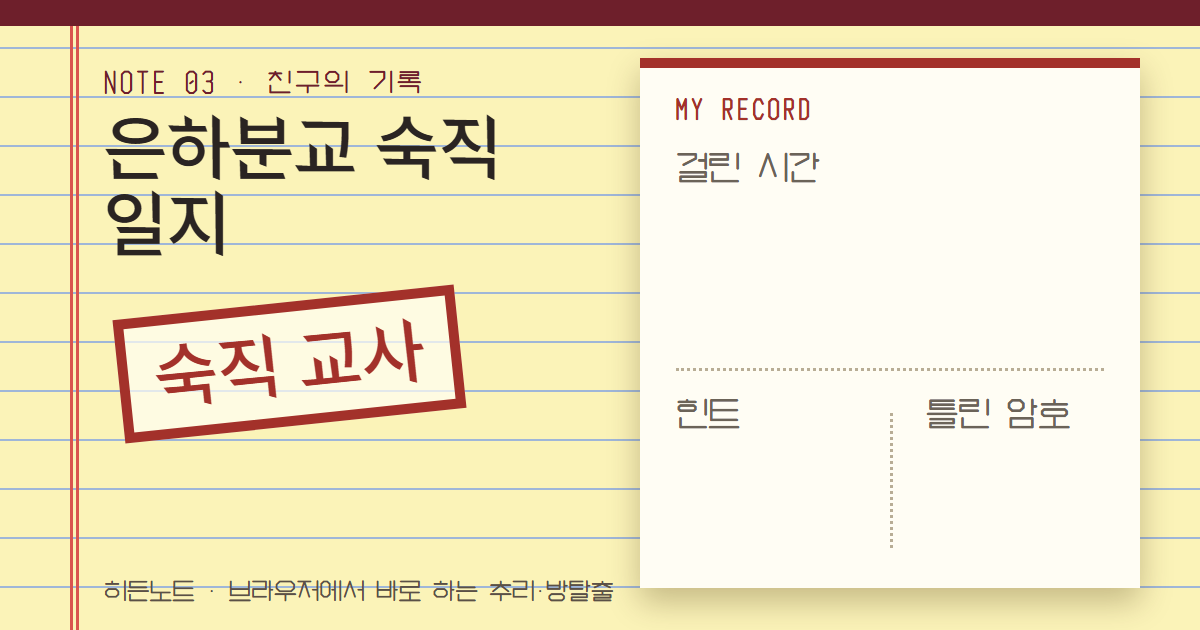 NOTE 03 · 친구의 기록
은하분교 숙직
일지
숙직 교사
히든노트 · 브라우저에서 바로 하는 추리·방탈출
MY RECORD
걸린 시간
힌트
틀린 암호